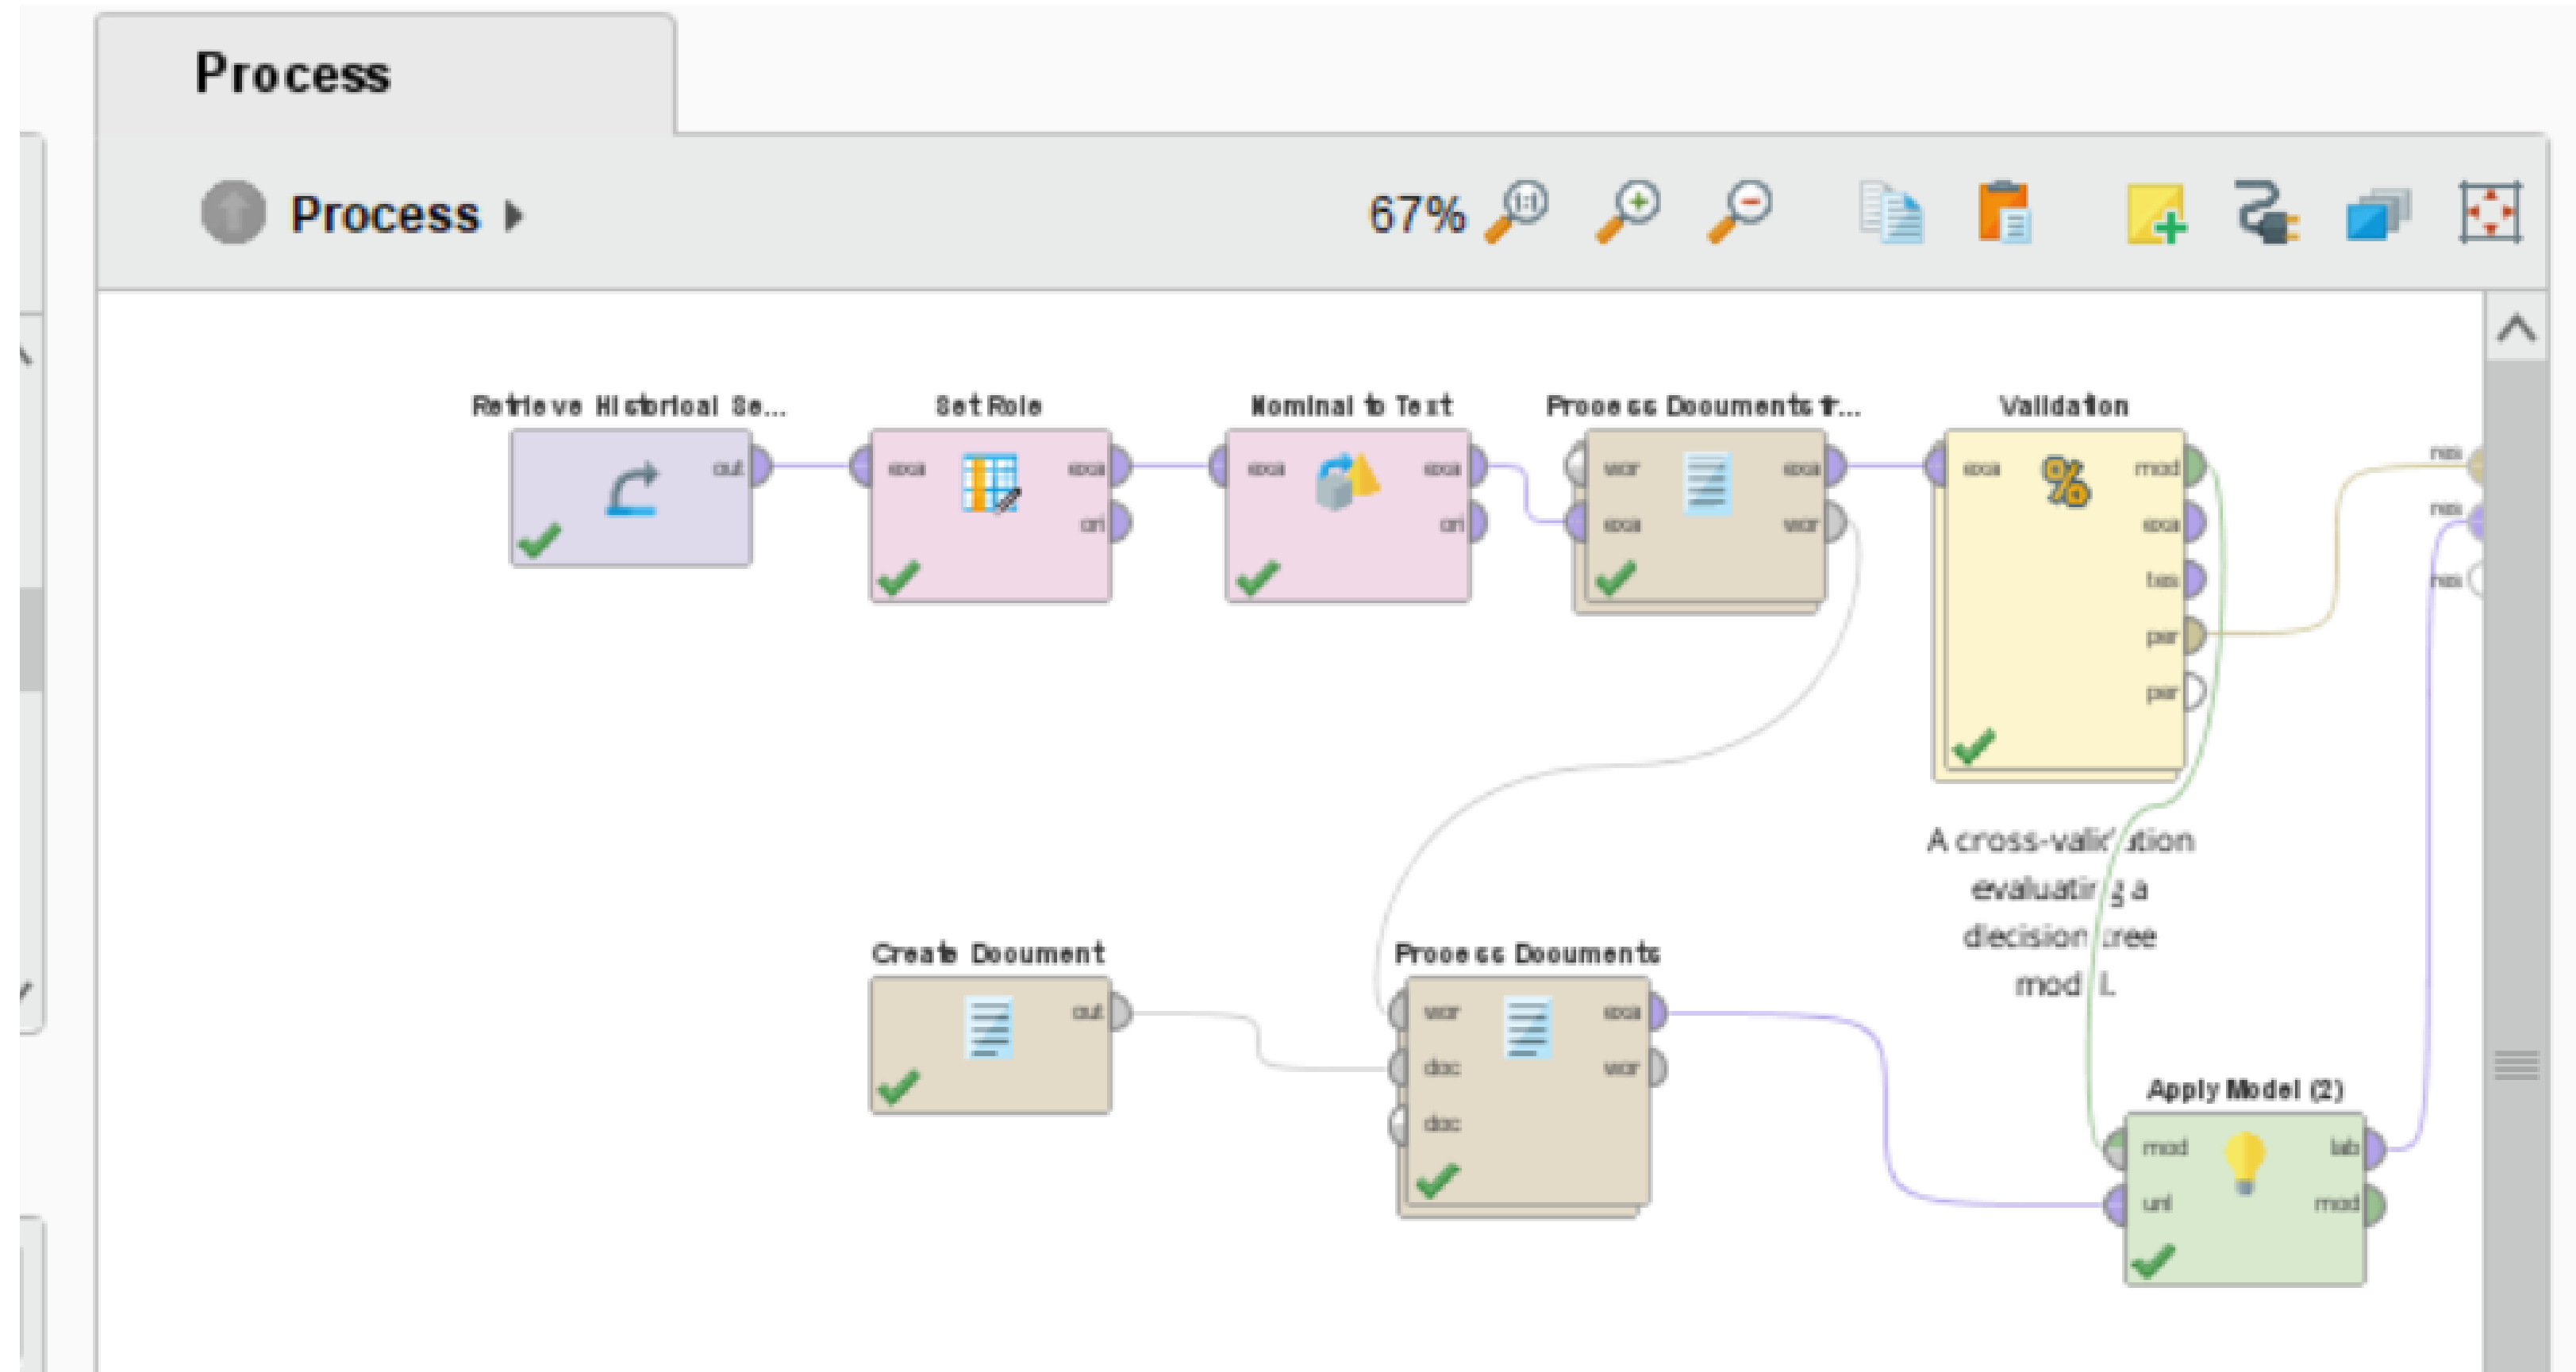 Process
Process
67%
Retrieve Historical Se...
Set Role
Nominal to Text
Process Documents fr...
Validation
out
exa
exa
ori
exa
exa
ori
wor
exa
exa
wor
exa
mod
exa
tes
per
per
res
res
res
A cross-validation
evaluating a
decision tree
model.
Create Document
out
Process Documents
wor
doc
doc
exa
wor
Apply Model (2)
mod
unl
lab
mod